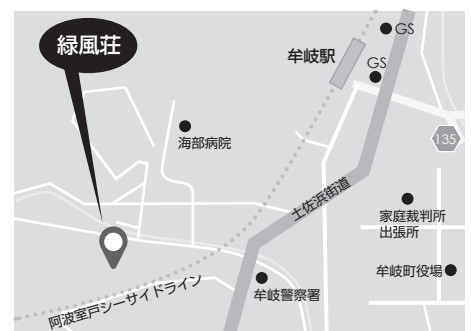 緑風荘
GS
牟岐駅
GS
135
海部病院
土佐浜街道
家庭裁判所
出張所
牟岐町役場
牟岐警察署
阿波室戸シーサイドライン